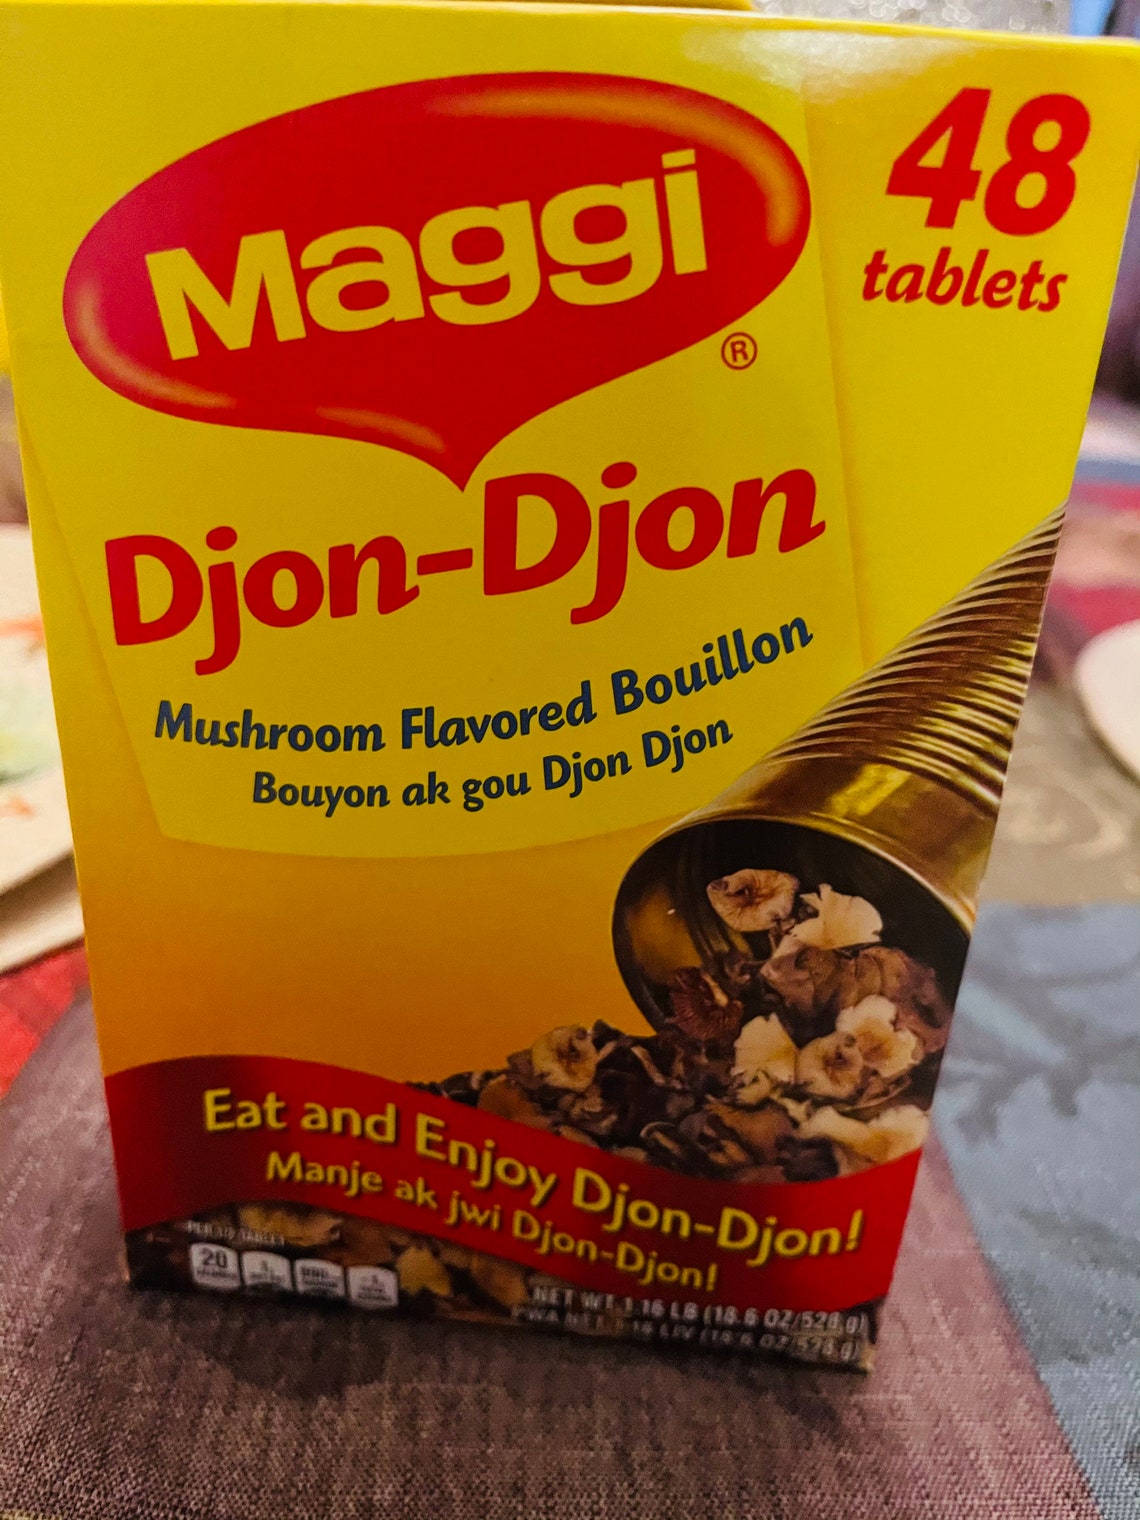 Maggi
®
48
tablets
Djon-Djon
Mushroom Flavored Bouillon
Bouyon ak gou Djon Djon
Eat and Enjoy Djon-Djon!
Manje ak jwi Djon-Djon!
TABLET
20
NET WT 1.16 LB (18.6 OZ/528 g)